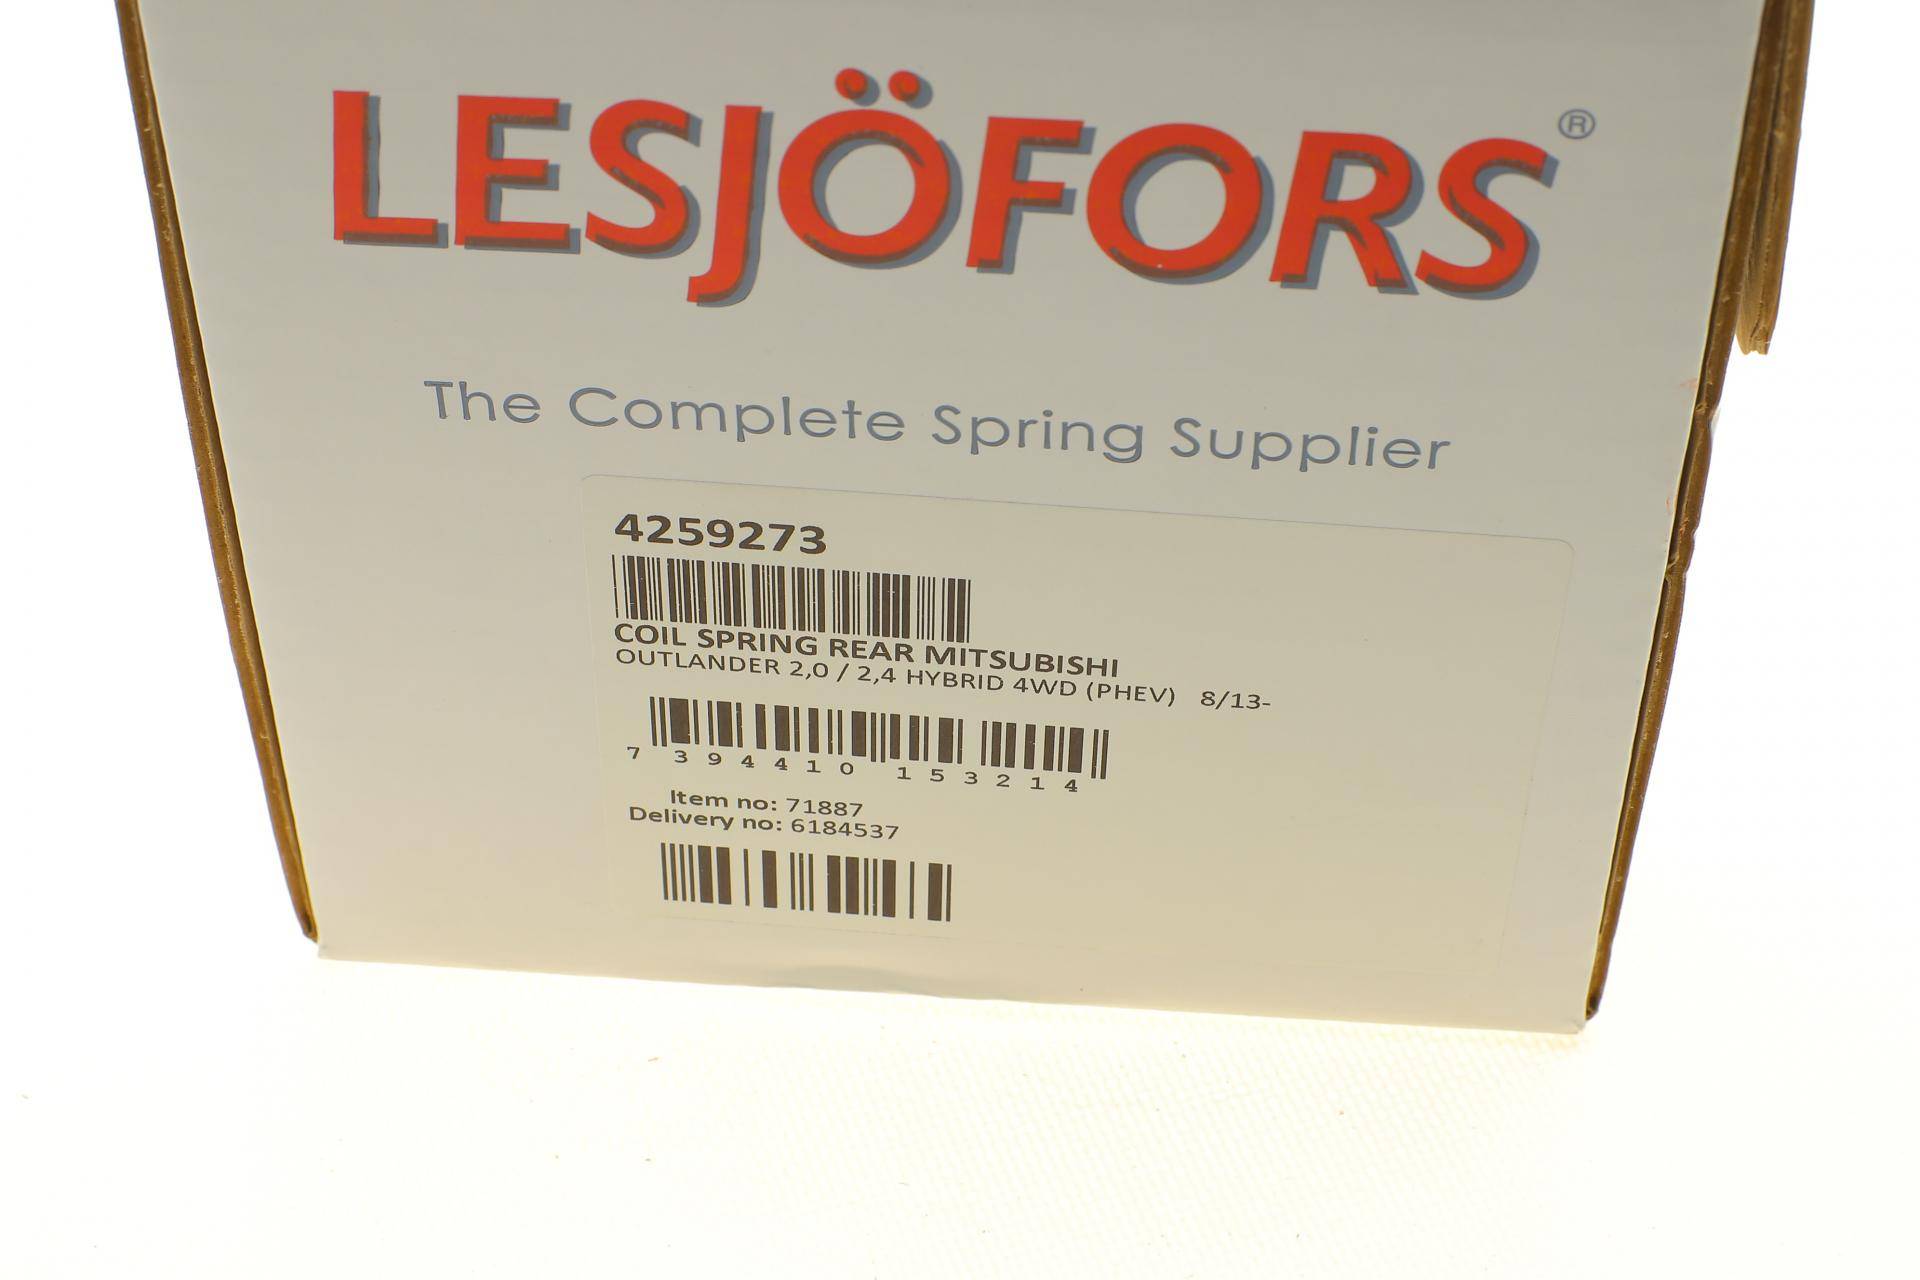 LESJÖFORS®
The Complete Spring Supplier
4259273
COIL SPRING REAR MITSUBISHI
OUTLANDER 2,0 / 2,4 HYBRID 4WD (PHEV) 8/13-
7 394410 153214
Item no: 71887
Delivery no: 6184537